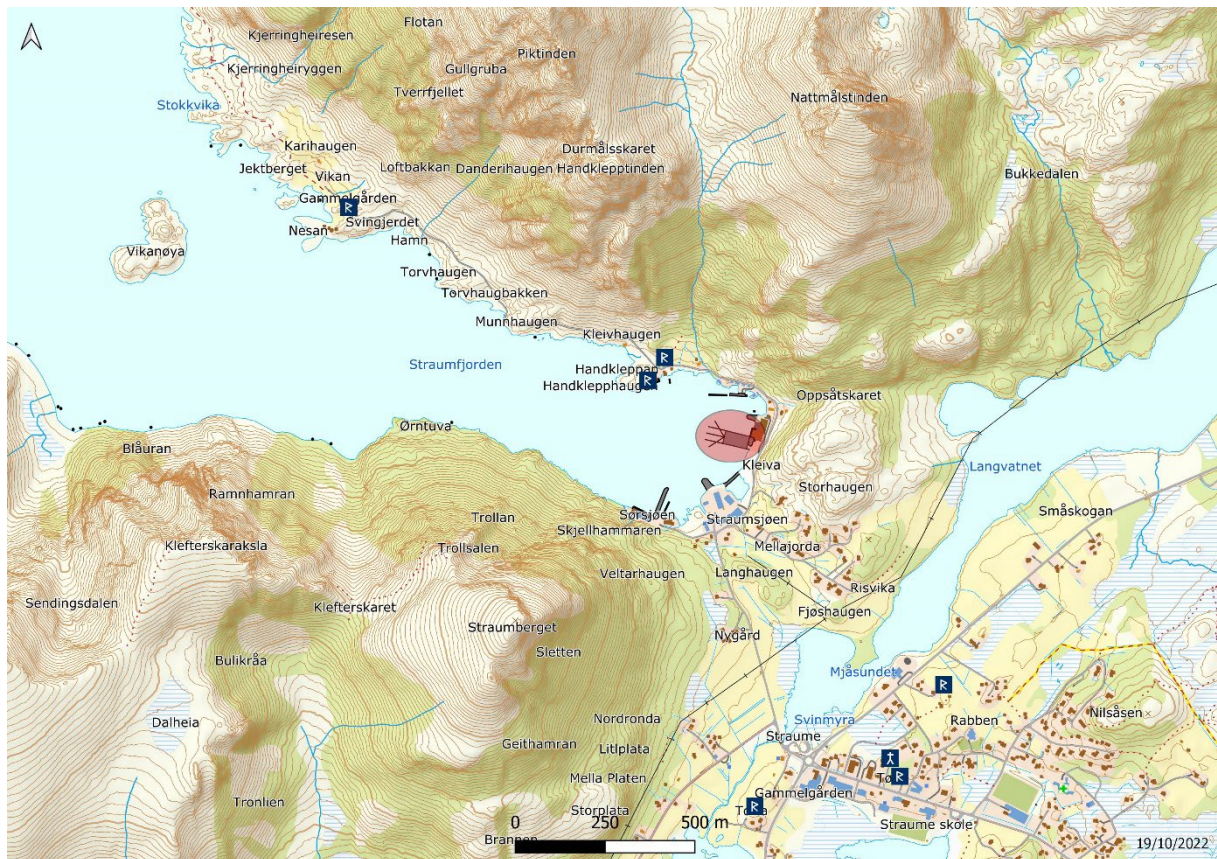 Flotan
Kjerringheiresen
Piktinden
Gullgruba
Kjerringheiryggen
Tverrfjellet
Nattmålstinden
Stokkvika
Karihaugen
Durmålsskaret
Jektberget
Loftbakkan
Danderihaugen
Handklepptinden
Vikan
Bukkedalen
Gammelgården
R
Svingjerdet
Nesan
Hamn
Vikanøya
Torvhaugen
Torvhaugbakken
Munnhaugen
Kleivhaugen
R
Straumfjorden
Handkleppan
R
Handklepphaugen
Oppsåtskaret
Ørntuva
Blåuran
Kleiva
Langvatnet
Storhaugen
Ramnhamran
Småskogan
Trollan
Sørsjøen
Straumsjøen
Skjellhammaren
Klefterskaraksla
Trollsalen
Mellajorda
Veltarhaugen
Langhaugen
Risvika
Sendingsdalen
Klefterskaret
Fjøshaugen
Straumberget
Nygård
Sletten
Bulikråa
Mjåsundet
R
Dalheia
Nordronda
Svinmyra
Rabben
Nilsåsen
Geithamran
Litlplata
Straume
Mella Platen
R
Gammelgården
Tronlien
Storplata
R
Straume skole
Brannen
0 250 500 m
19/10/2022